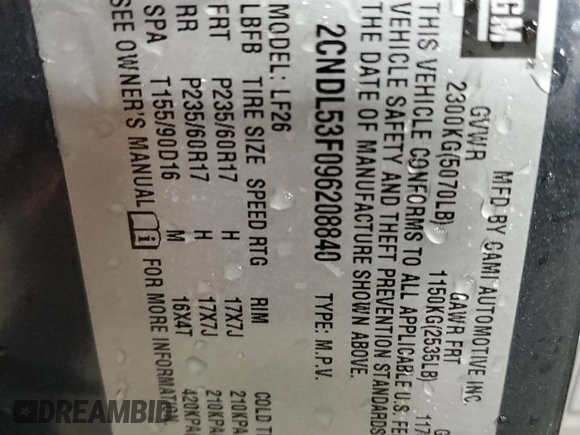 GM
MFD BY CAMI AUTOMOTIVE INC.
GVWR GAWR FRT
2300KG(5070LB) 1150KG(2535LB)
THIS VEHICLE CONFORMS TO ALL APPLICABLE U.S. FE
VEHICLE SAFETY AND THEFT PREVENTION STANDARDS
THE DATE OF MANUFACTURE SHOWN ABOVE.
2CNDL53F096208840 TYPE: M.P.V.
MODEL: LF26
LBFB TIRE SIZE SPEED RTG RIM COLD TI
FRT P235/60R17 H 17X7J 210KPA
RR P235/60R17 H 17X7J 210KPA
SPA T155/90D16 M 16X4T 420KPA
SEE OWNER'S MANUAL i FOR MORE INFORMATION
DREAMBID